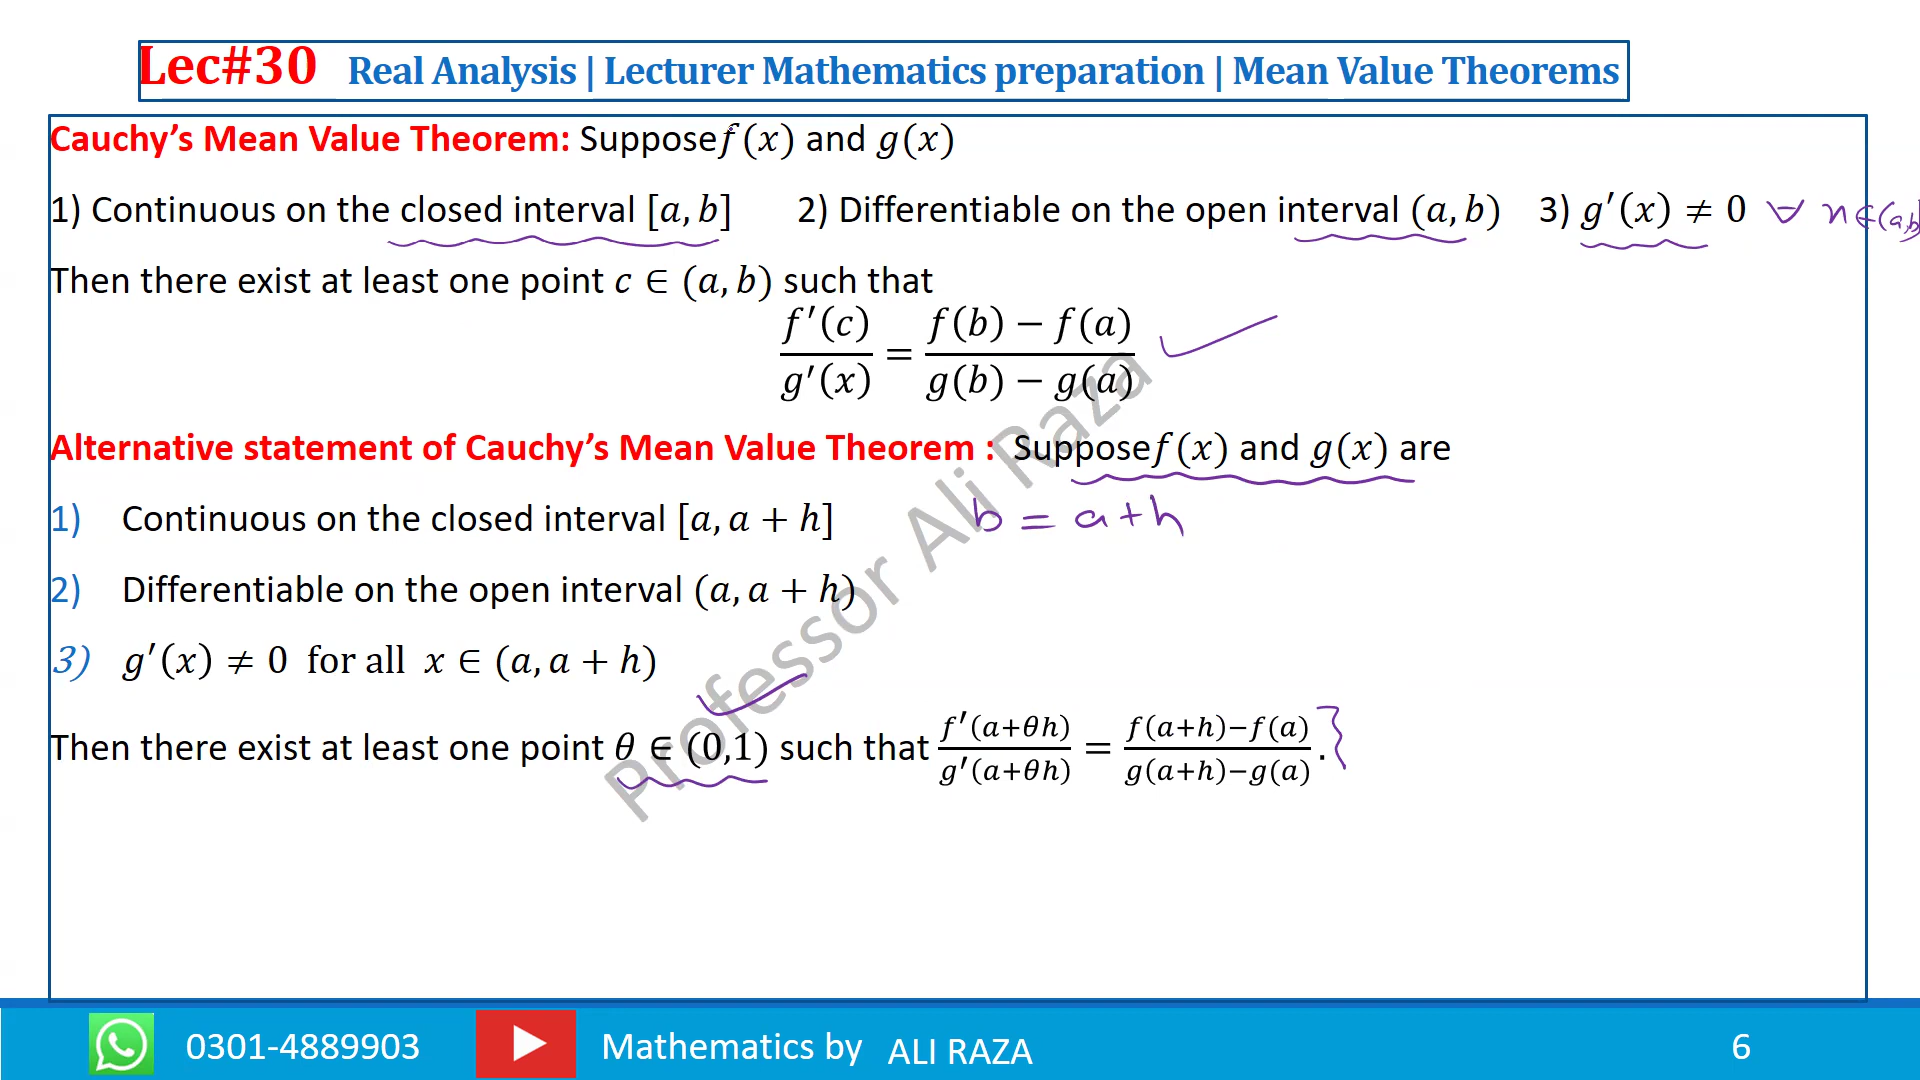 Lec#30 Real Analysis | Lecturer Mathematics preparation | Mean Value Theorems
Cauchy’s Mean Value Theorem: Suppose f(x) and g(x)
1) Continuous on the closed interval [a, b] 2) Differentiable on the open interval (a, b) 3) g′(x) ≠ 0 ∀ x ∈ (a,b)
Then there exist at least one point c ∈ (a, b) such that
f′(c)/g′(x) = (f(b) − f(a))/(g(b) − g(a))
Alternative statement of Cauchy’s Mean Value Theorem : Suppose f(x) and g(x) are
1) Continuous on the closed interval [a, a + h] b = a+h
2) Differentiable on the open interval (a, a + h)
3) g′(x) ≠ 0 for all x ∈ (a, a + h)
Then there exist at least one point θ ∈ (0,1) such that f′(a+θh)/g′(a+θh) = (f(a+h)−f(a))/(g(a+h)−g(a)).
Professor Ali Raza
0301-4889903 Mathematics by ALI RAZA 6